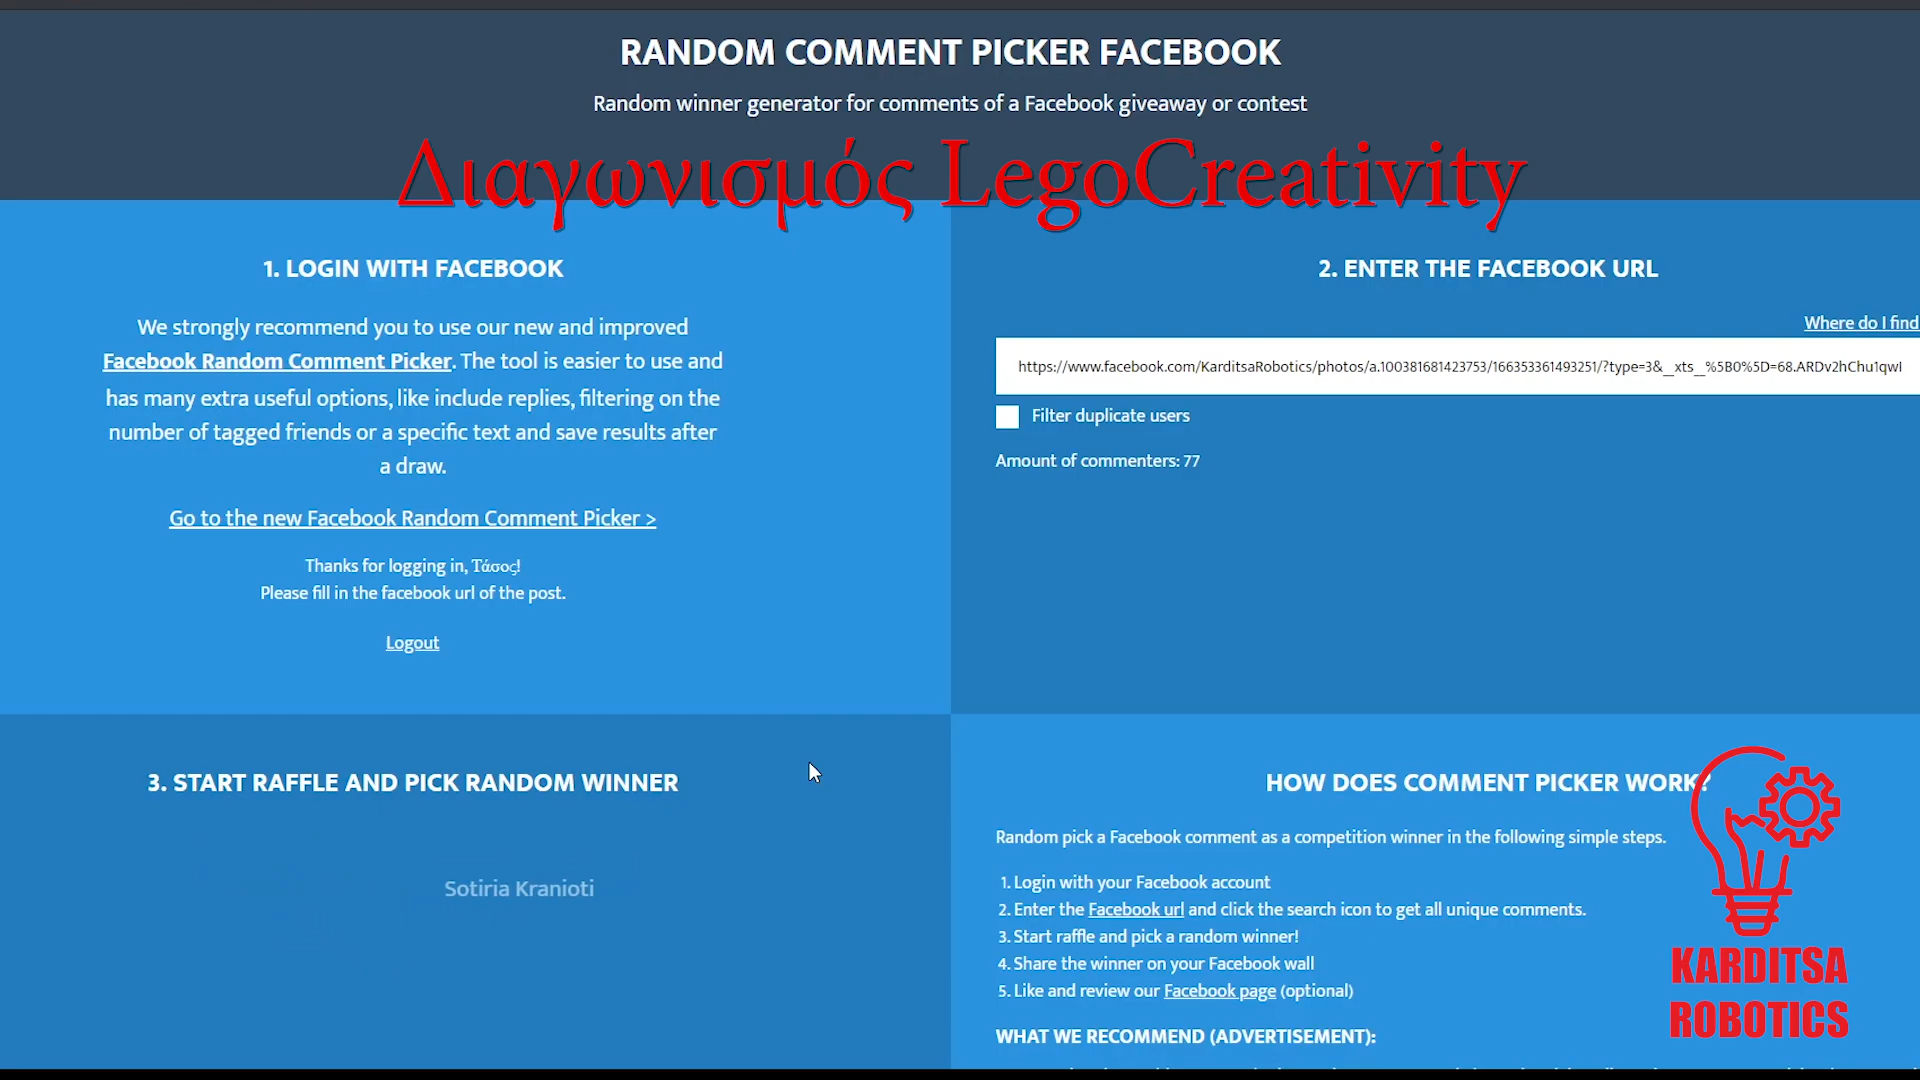 RANDOM COMMENT PICKER FACEBOOK
Random winner generator for comments of a Facebook giveaway or contest
Διαγωνισμός LegoCreativity
1. LOGIN WITH FACEBOOK
We strongly recommend you to use our new and improved
Facebook Random Comment Picker. The tool is easier to use and
has many extra useful options, like include replies, filtering on the
number of tagged friends or a specific text and save results after
a draw.
Go to the new Facebook Random Comment Picker >
Thanks for logging in, Τάσος!
Please fill in the facebook url of the post.
Logout
2. ENTER THE FACEBOOK URL
Where do I find
https://www.facebook.com/KarditsaRobotics/photos/a.100381681423753/166353361493251/?type=3&__xts__%5B0%5D=68.ARDv2hChu1qwI
Filter duplicate users
Amount of commenters: 77
3. START RAFFLE AND PICK RANDOM WINNER
Sotiria Kranioti
HOW DOES COMMENT PICKER WORK?
Random pick a Facebook comment as a competition winner in the following simple steps.
1. Login with your Facebook account
2. Enter the Facebook url and click the search icon to get all unique comments.
3. Start raffle and pick a random winner!
4. Share the winner on your Facebook wall
5. Like and review our Facebook page (optional)
WHAT WE RECOMMEND (ADVERTISEMENT):
KARDITSA
ROBOTICS